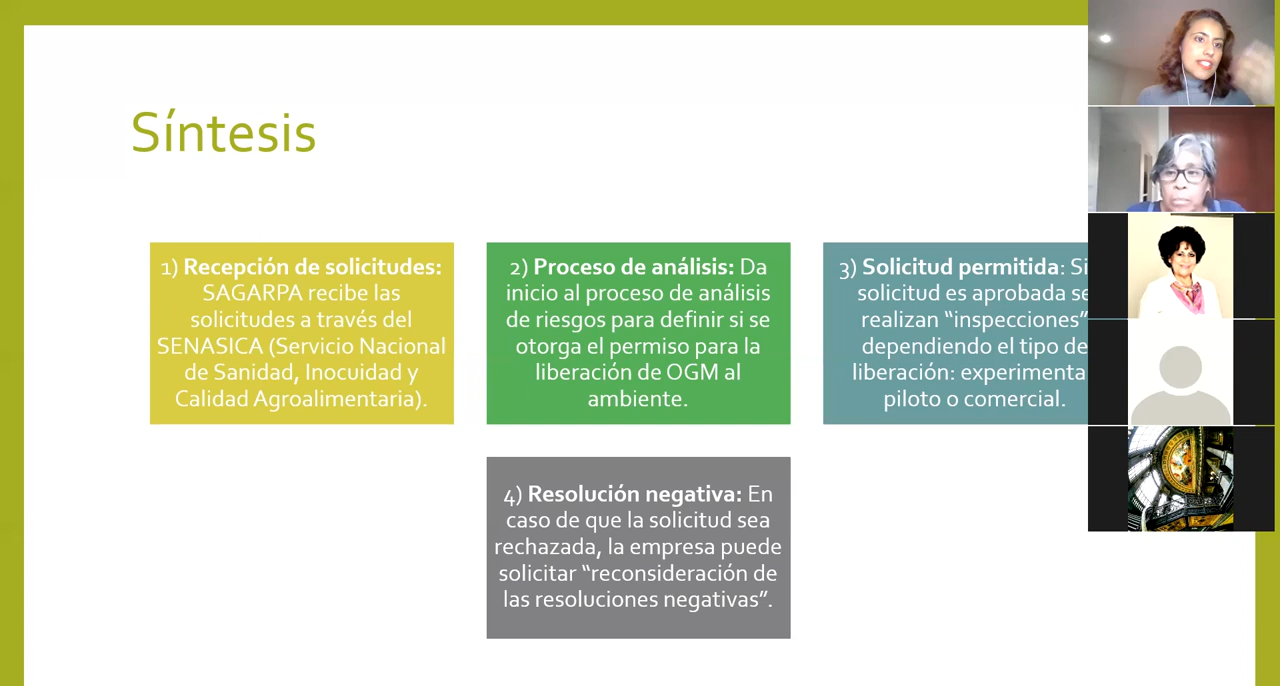 Síntesis
1) Recepción de solicitudes:
SAGARPA recibe las
solicitudes a través del
SENASICA (Servicio Nacional
de Sanidad, Inocuidad y
Calidad Agroalimentaria).
2) Proceso de análisis: Da
inicio al proceso de análisis
de riesgos para definir si se
otorga el permiso para la
liberación de OGM al
ambiente.
3) Solicitud permitida: Si
solicitud es aprobada se
realizan “inspecciones”
dependiendo el tipo de
liberación: experimenta
piloto o comercial.
4) Resolución negativa: En
caso de que la solicitud sea
rechazada, la empresa puede
solicitar “reconsideración de
las resoluciones negativas”.